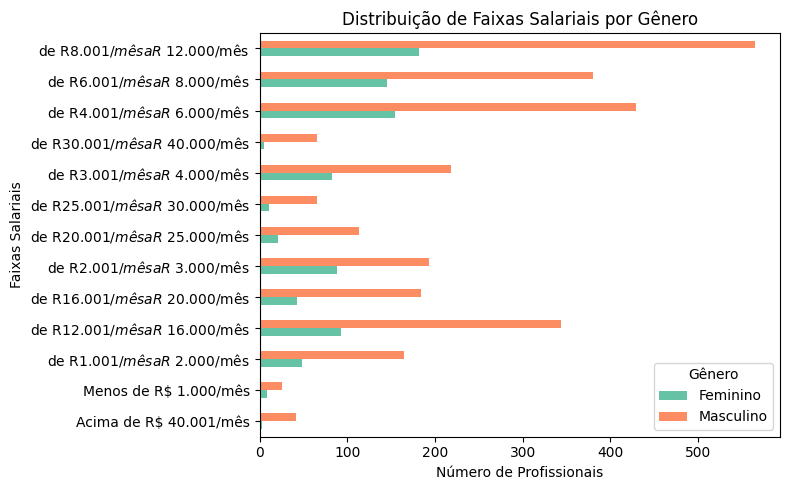 Distribuição de Faixas Salariais por Gênero
de R8.001/mêsaR 12.000/mês
de R6.001/mêsaR 8.000/mês
de R4.001/mêsaR 6.000/mês
de R30.001/mêsaR 40.000/mês
de R3.001/mêsaR 4.000/mês
de R25.001/mêsaR 30.000/mês
de R20.001/mêsaR 25.000/mês
de R2.001/mêsaR 3.000/mês
de R16.001/mêsaR 20.000/mês
de R12.001/mêsaR 16.000/mês
de R1.001/mêsaR 2.000/mês
Menos de R$ 1.000/mês
Acima de R$ 40.001/mês
Faixas Salariais
0 100 200 300 400 500
Número de Profissionais
Gênero
Feminino
Masculino